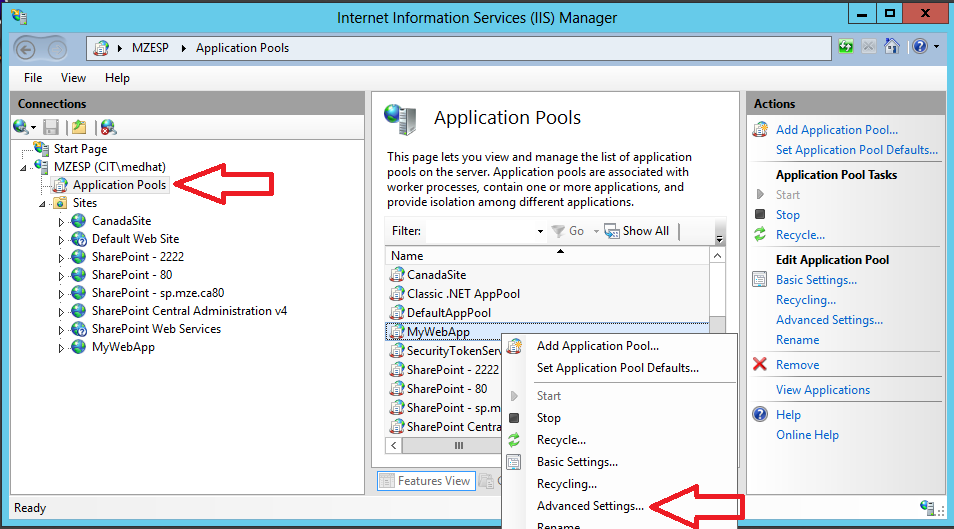 Internet Information Services (IIS) Manager
MZESP
Application Pools
File
View
Help
Connections
Start Page
MZESP (CIT\medhat)
Application Pools
Sites
CanadaSite
Default Web Site
SharePoint - 2222
SharePoint - 80
SharePoint - sp.mze.ca80
SharePoint Central Administration v4
SharePoint Web Services
MyWebApp
Application Pools
This page lets you view and manage the list of application
pools on the server. Application pools are associated with
worker processes, contain one or more applications, and
provide isolation among different applications.
Filter:
Go
Show All
Name
CanadaSite
Classic .NET AppPool
DefaultAppPool
MyWebApp
SecurityTokenServ
SharePoint - 2222
SharePoint - 80
SharePoint - sp.m
SharePoint Centra
Features View
Add Application Pool...
Set Application Pool Defaults...
Start
Stop
Recycle...
Basic Settings...
Recycling...
Advanced Settings...
Rename
Actions
Add Application Pool...
Set Application Pool Defaults...
Application Pool Tasks
Start
Stop
Recycle...
Edit Application Pool
Basic Settings...
Recycling...
Advanced Settings...
Rename
Remove
View Applications
Help
Online Help
Ready